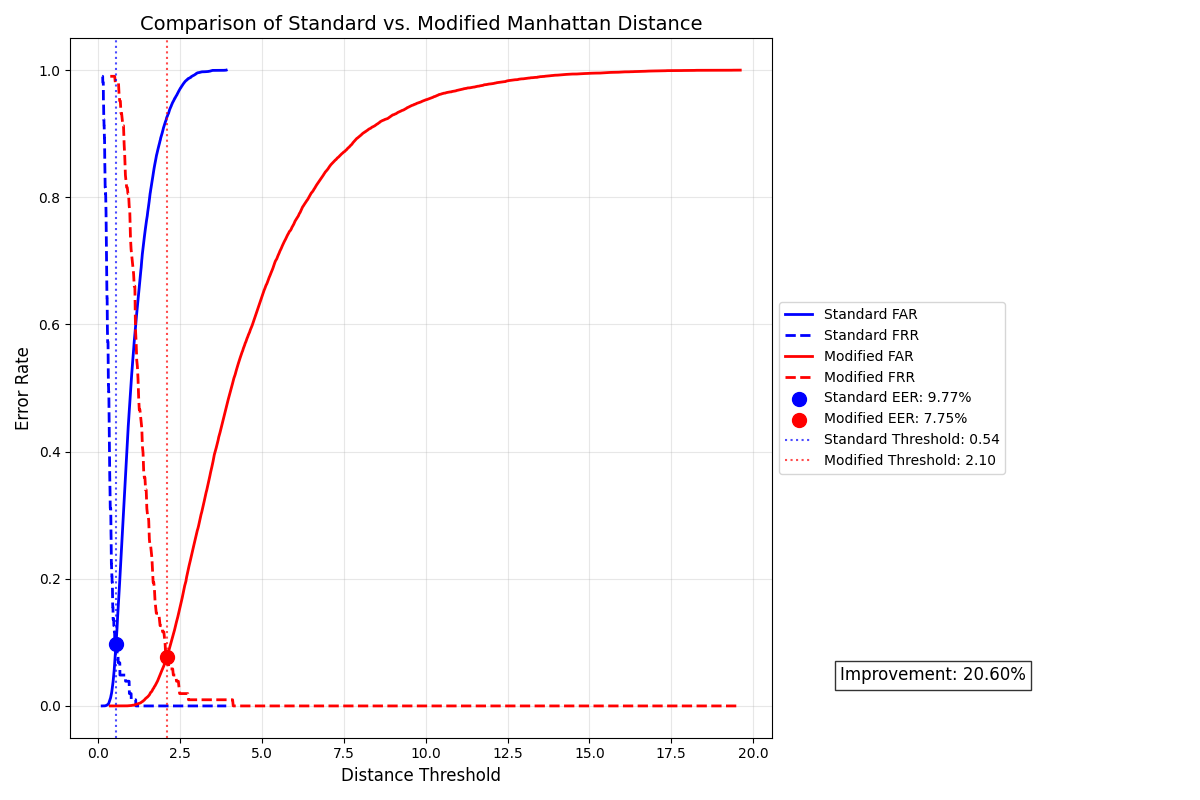 Comparison of Standard vs. Modified Manhattan Distance
Error Rate
1.0
0.8
0.6
0.4
0.2
0.0
0.0 2.5 5.0 7.5 10.0 12.5 15.0 17.5 20.0
Distance Threshold
Standard FAR
Standard FRR
Modified FAR
Modified FRR
Standard EER: 9.77%
Modified EER: 7.75%
Standard Threshold: 0.54
Modified Threshold: 2.10
Improvement: 20.60%